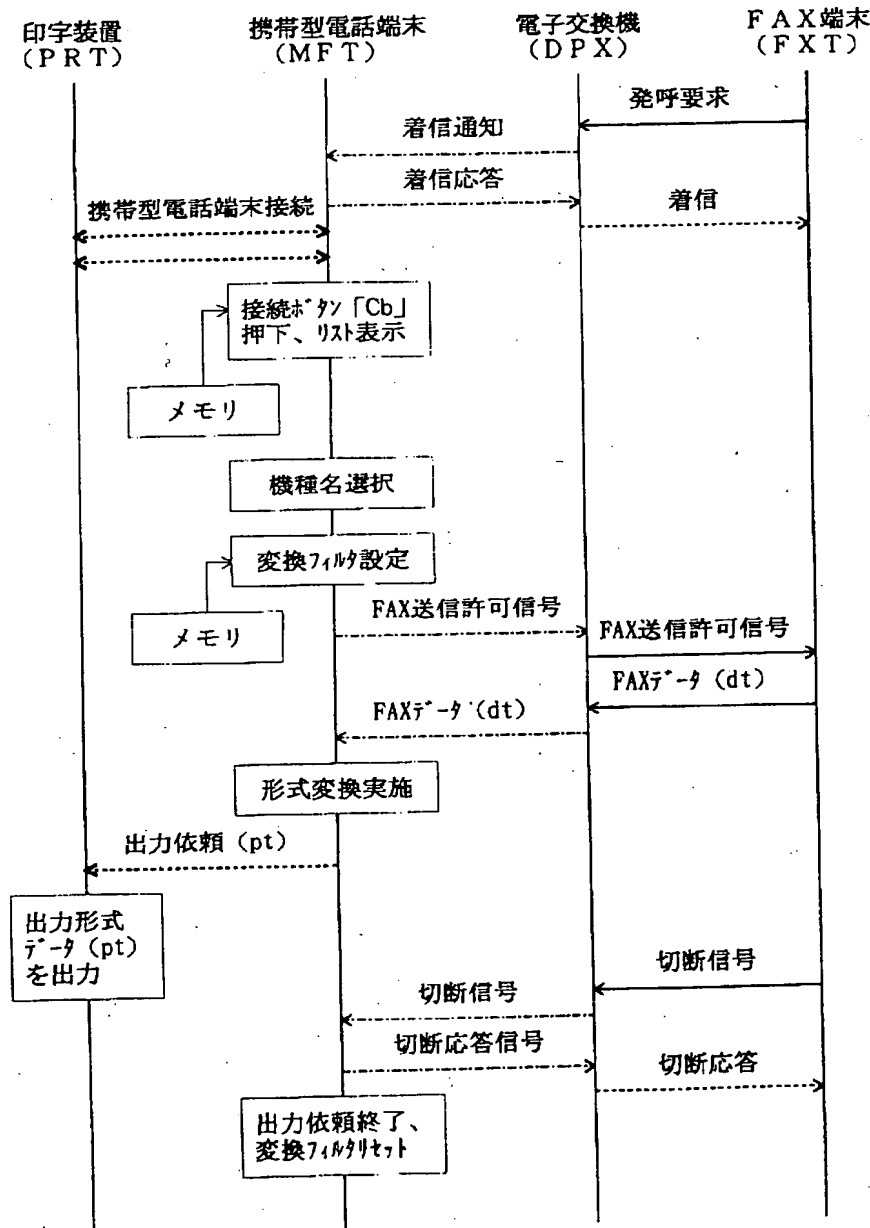 印字装置
(PRT)
携帯型電話端末
(MFT)
電子交換機
(DPX)
FAX端末
(FXT)
発呼要求
着信通知
着信応答
着信
携帯型電話端末接続
接続ﾎﾞﾀﾝ「Cb」
押下、ﾘｽﾄ表示
メモリ
機種名選択
変換ﾌｨﾙﾀ設定
メモリ
FAX送信許可信号
FAX送信許可信号
FAXﾃﾞｰﾀ (dt)
FAXﾃﾞｰﾀ (dt)
形式変換実施
出力依頼 (pt)
出力形式
ﾃﾞｰﾀ (pt)
を出力
切断信号
切断信号
切断応答信号
切断応答
出力依頼終了、
変換ﾌｨﾙﾀﾘｾｯﾄ